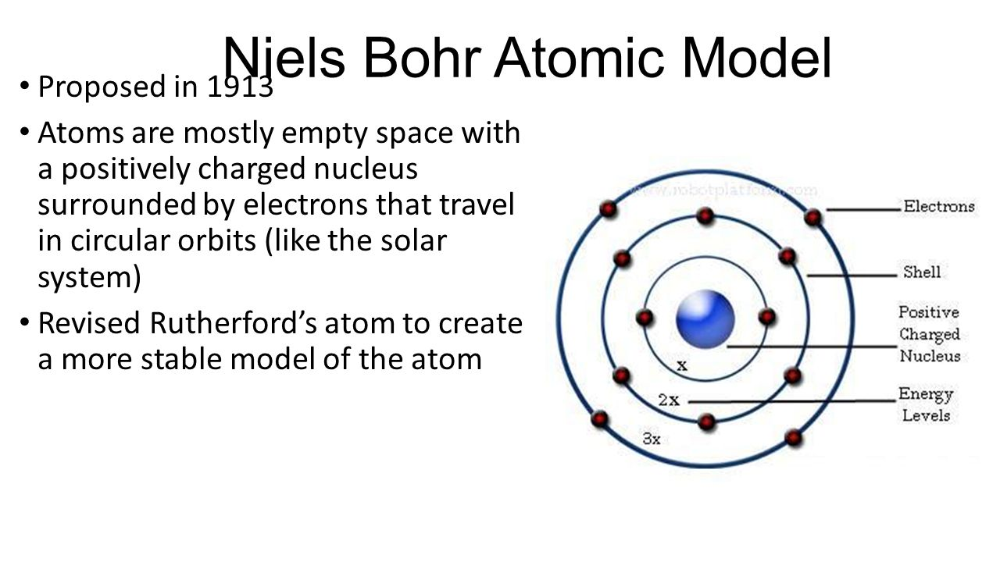 Niels Bohr Atomic Model
• Proposed in 1913
• Atoms are mostly empty space with
a positively charged nucleus
surrounded by electrons that travel
in circular orbits (like the solar
system)
• Revised Rutherford’s atom to create
a more stable model of the atom
www.robotplatform.com
Electrons
Shell
Positive
Charged
Nucleus
x
Energy
Levels
2x
3x